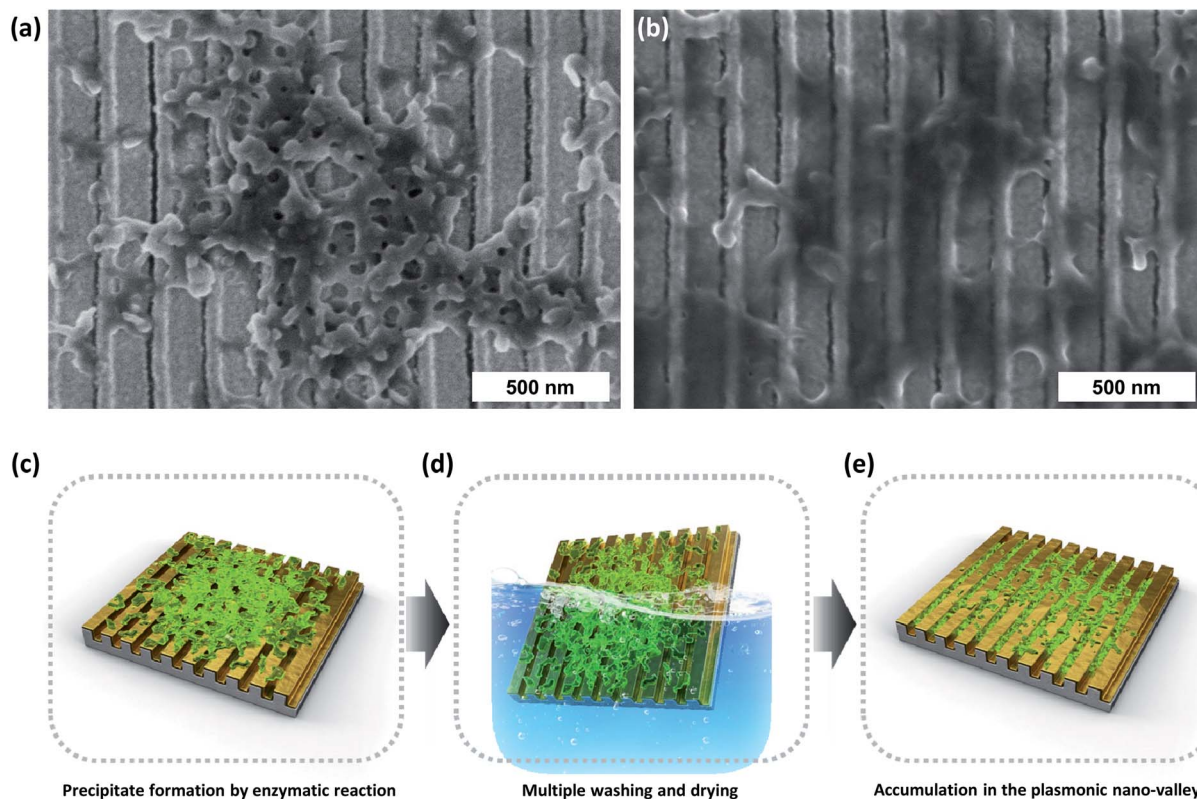 (a)
500 nm
(b)
500 nm
(c)
Precipitate formation by enzymatic reaction
(d)
Multiple washing and drying
(e)
Accumulation in the plasmonic nano-valley